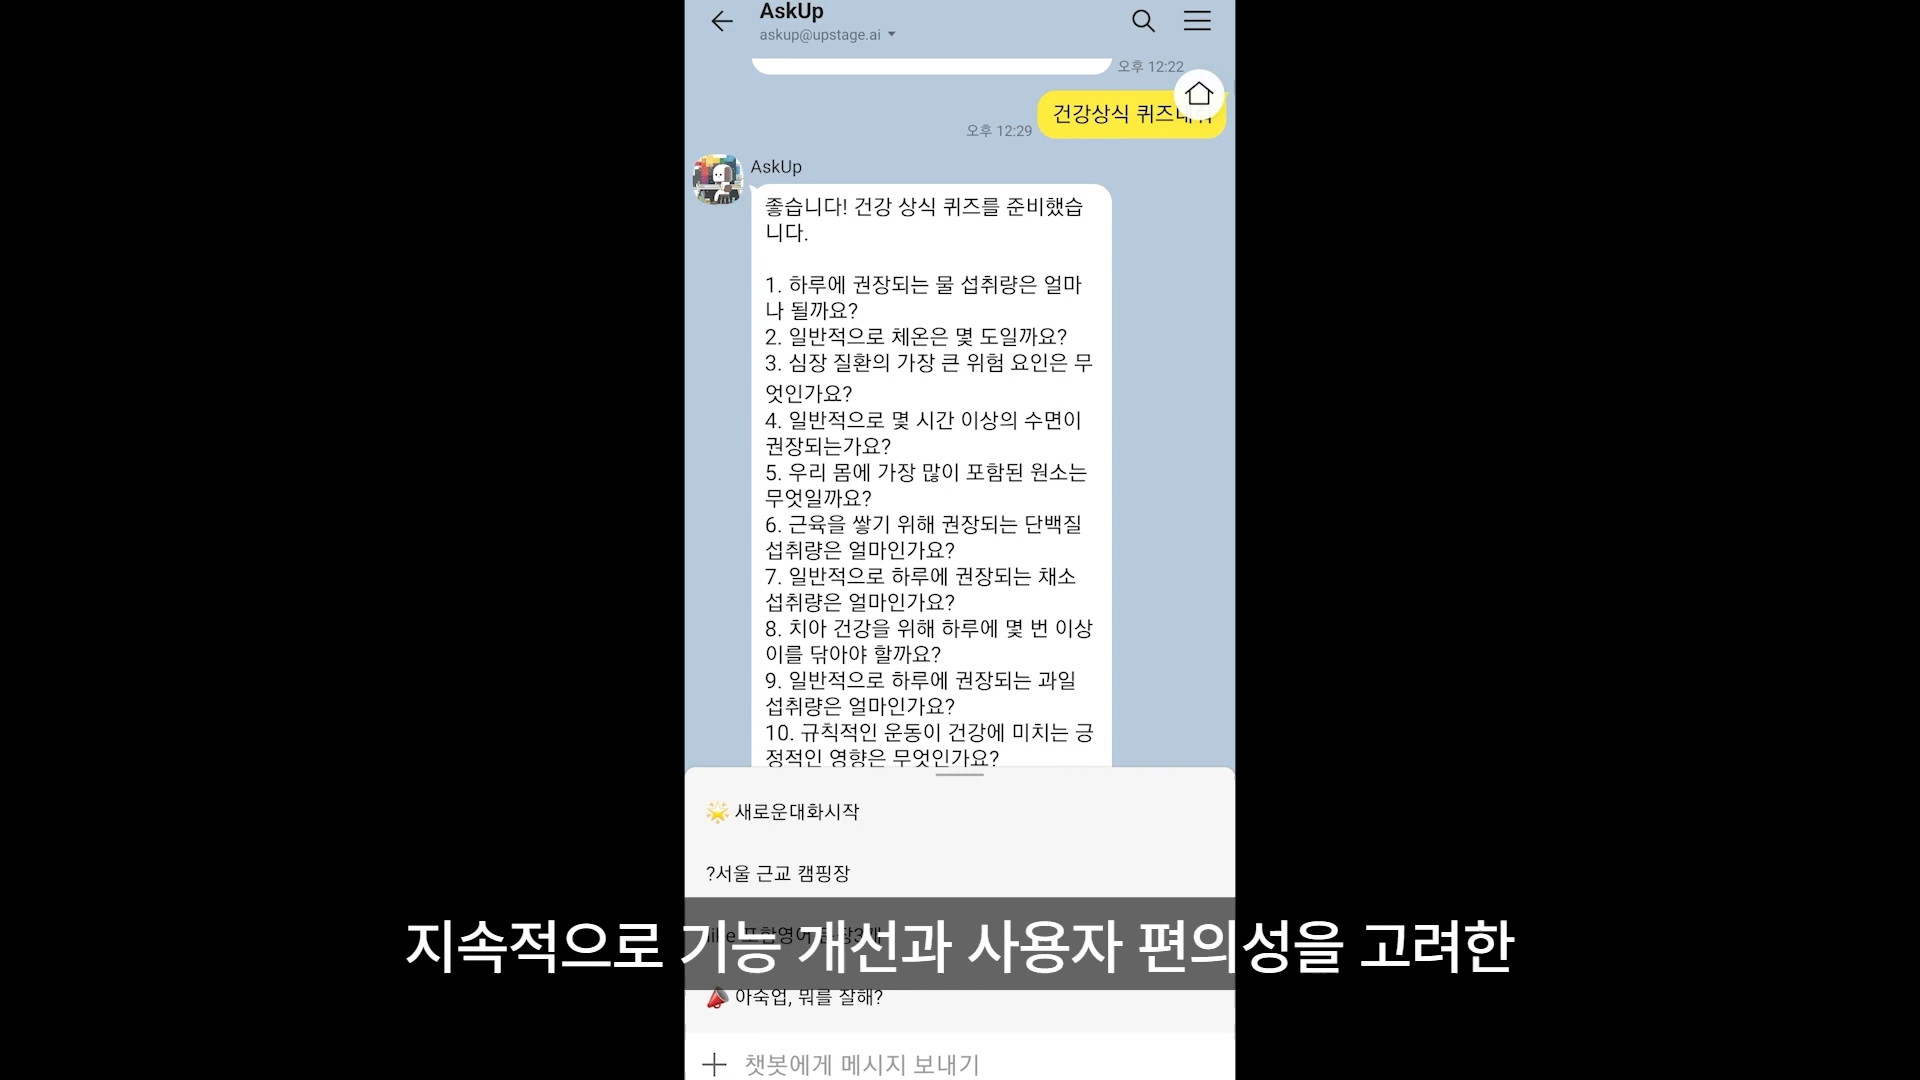 AskUp
askup@upstage.ai
오후 12:22
건강상식 퀴즈내줘
오후 12:29
AskUp
좋습니다! 건강 상식 퀴즈를 준비했습
니다.
1. 하루에 권장되는 물 섭취량은 얼마
나 될까요?
2. 일반적으로 체온은 몇 도일까요?
3. 심장 질환의 가장 큰 위험 요인은 무
엇인가요?
4. 일반적으로 몇 시간 이상의 수면이
권장되는가요?
5. 우리 몸에 가장 많이 포함된 원소는
무엇일까요?
6. 근육을 쌓기 위해 권장되는 단백질
섭취량은 얼마인가요?
7. 일반적으로 하루에 권장되는 채소
섭취량은 얼마인가요?
8. 치아 건강을 위해 하루에 몇 번 이상
이를 닦아야 할까요?
9. 일반적으로 하루에 권장되는 과일
섭취량은 얼마인가요?
10. 규칙적인 운동이 건강에 미치는 긍
정적인 영향은 무엇인가요?
새로운대화시작
?서울 근교 캠핑장
지속적으로 기능 개선과 사용자 편의성을 고려한
아숙업, 뭐를 잘해?
챗봇에게 메시지 보내기